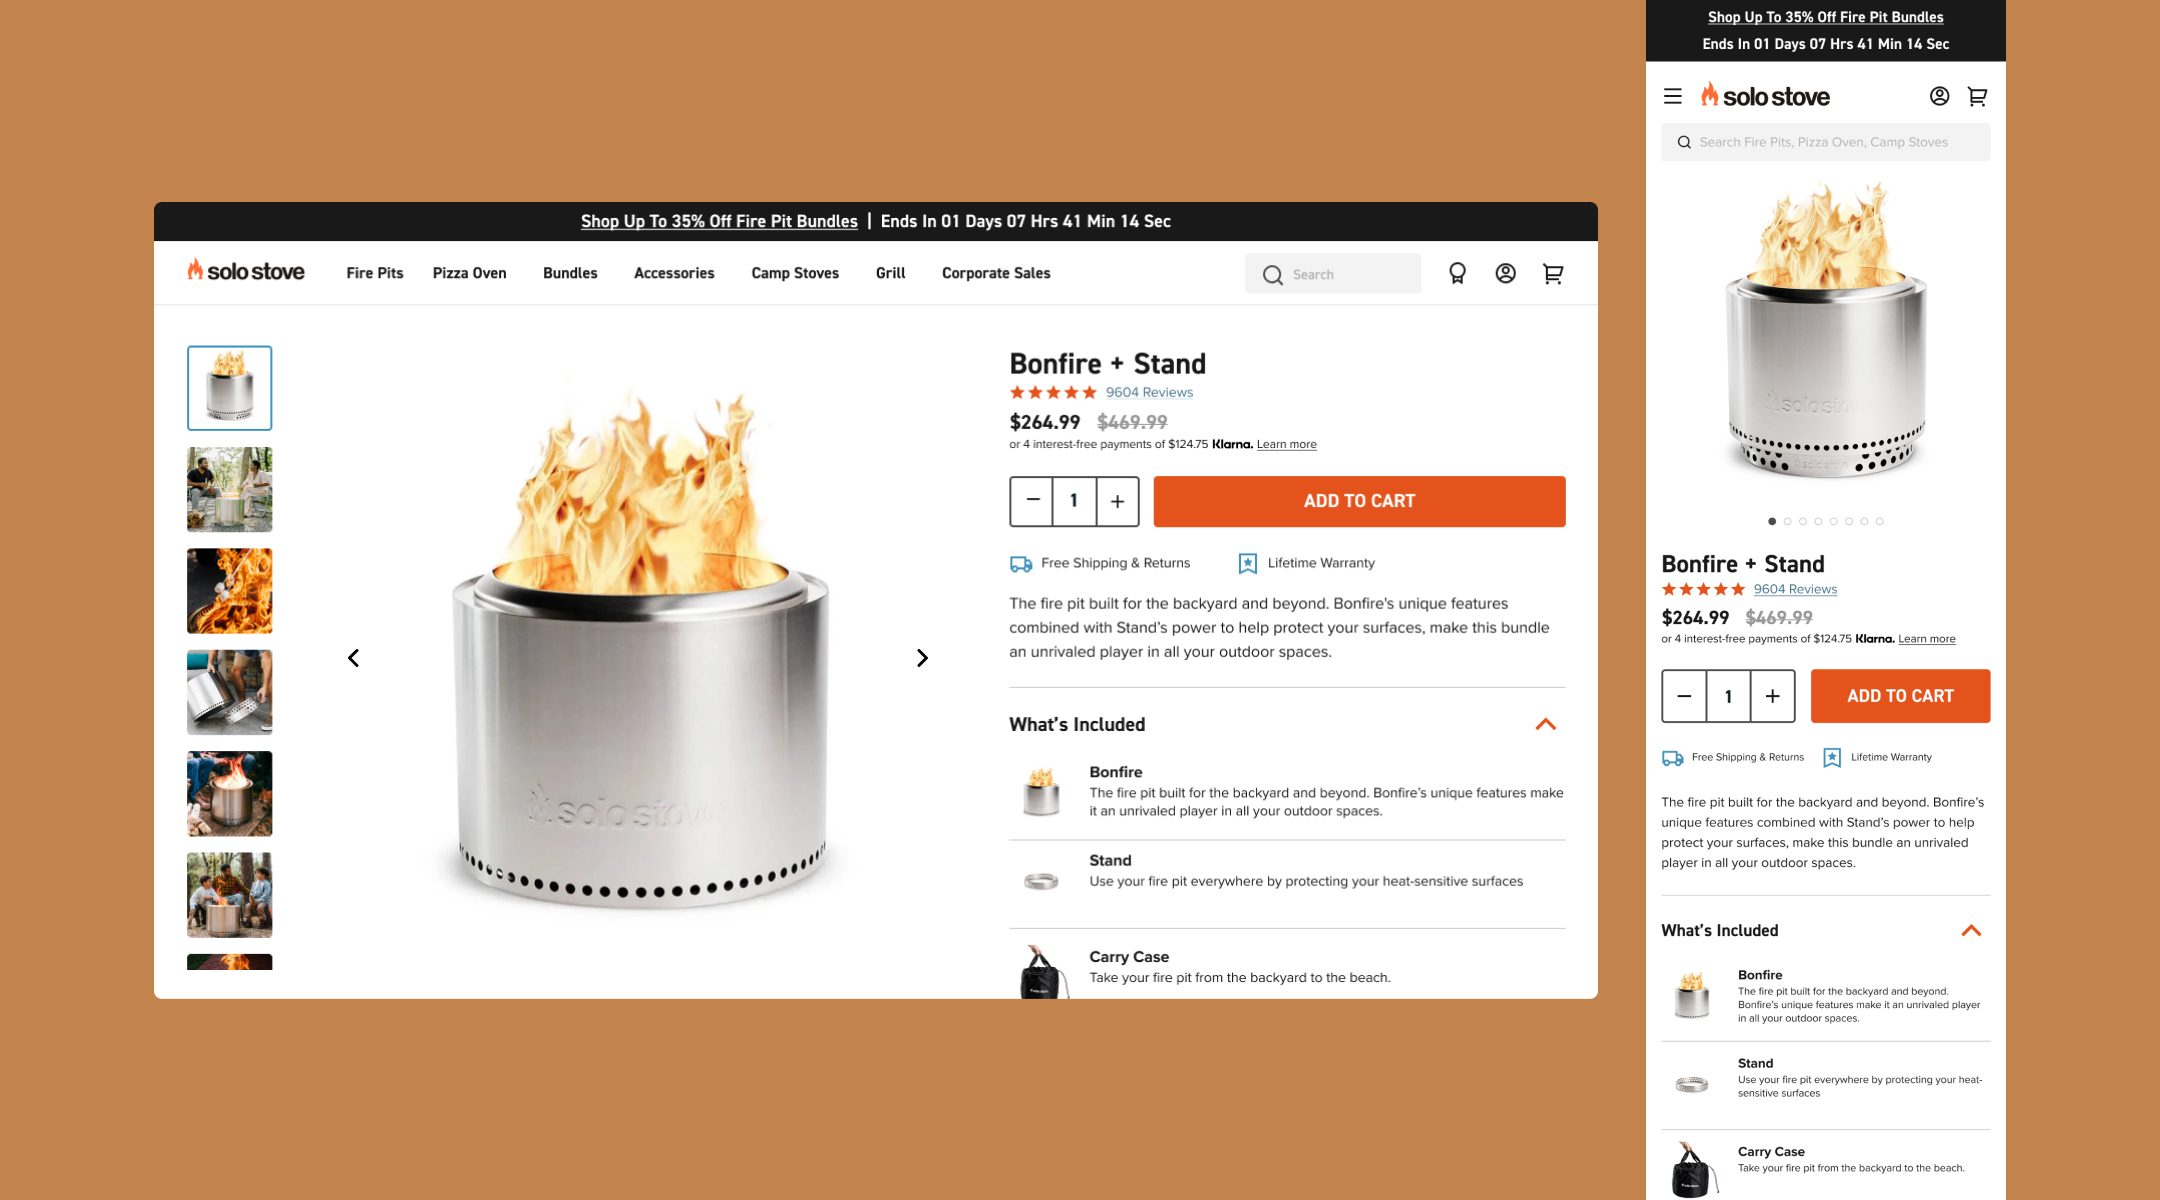 Shop Up To 35% Off Fire Pit Bundles | Ends In 01 Days 07 Hrs 41 Min 14 Sec
solo stove
Fire Pits
Pizza Oven
Bundles
Accessories
Camp Stoves
Grill
Corporate Sales
Search
solo stove
Bonfire + Stand
9604 Reviews
$264.99 $469.99
or 4 interest-free payments of $124.75 Klarna. Learn more
− 1 +
ADD TO CART
Free Shipping & Returns
Lifetime Warranty
The fire pit built for the backyard and beyond. Bonfire's unique features
combined with Stand's power to help protect your surfaces, make this bundle
an unrivaled player in all your outdoor spaces.
What's Included
Bonfire
The fire pit built for the backyard and beyond. Bonfire's unique features make
it an unrivaled player in all your outdoor spaces.
Stand
Use your fire pit everywhere by protecting your heat-sensitive surfaces
Carry Case
Take your fire pit from the backyard to the beach.
Shop Up To 35% Off Fire Pit Bundles
Ends In 01 Days 07 Hrs 41 Min 14 Sec
solo stove
Search Fire Pits, Pizza Oven, Camp Stoves
solo stove
solo stove
Bonfire + Stand
9604 Reviews
$264.99 $469.99
or 4 interest-free payments of $124.75 Klarna. Learn more
− 1 +
ADD TO CART
Free Shipping & Returns
Lifetime Warranty
The fire pit built for the backyard and beyond. Bonfire's
unique features combined with Stand's power to help
protect your surfaces, make this bundle an unrivaled
player in all your outdoor spaces.
What's Included
Bonfire
The fire pit built for the backyard and beyond.
Bonfire's unique features make it an unrivaled player
in all your outdoor spaces.
Stand
Use your fire pit everywhere by protecting your heat-
sensitive surfaces
Carry Case
Take your fire pit from the backyard to the beach.